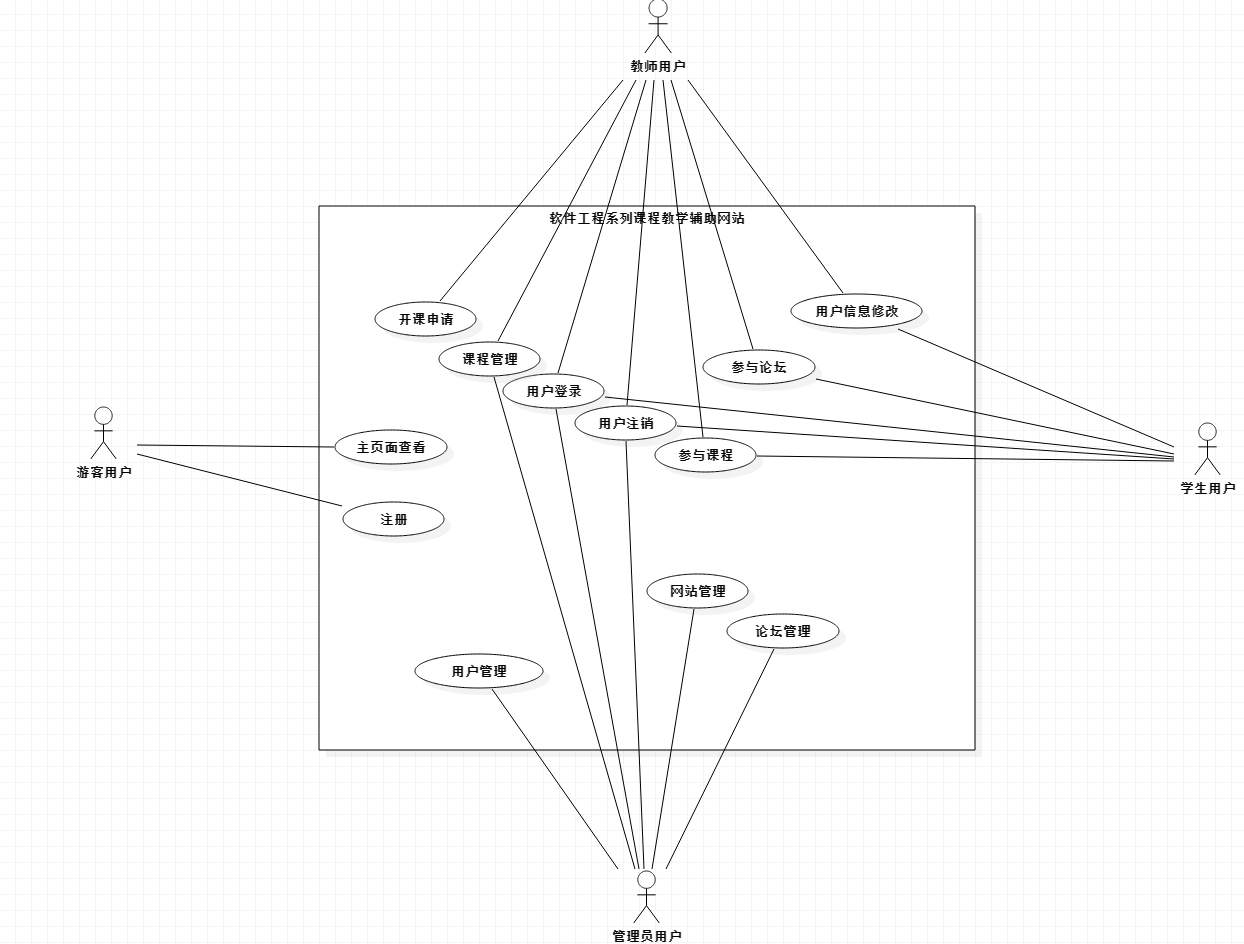 教师用户
软件工程系列课程教学辅助网站
用户信息修改
开课申请
课程管理
参与论坛
用户登录
用户注销
主页面查看
参与课程
游客用户
学生用户
注册
网站管理
论坛管理
用户管理
管理员用户